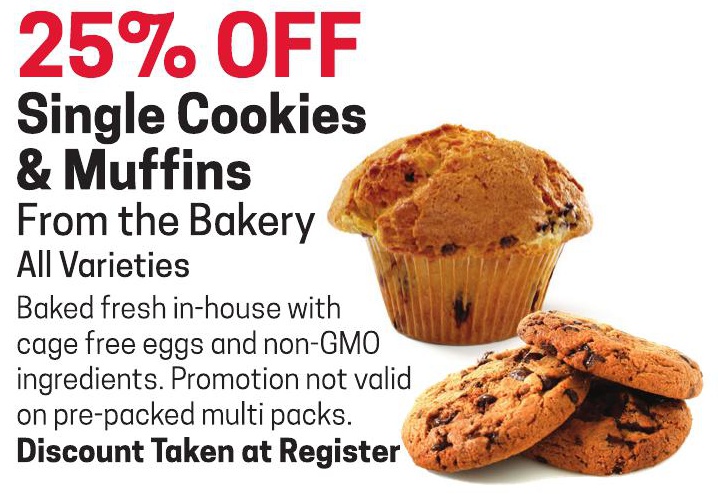 25% OFF
Single Cookies
& Muffins
From the Bakery
All Varieties
Baked fresh in-house with
cage free eggs and non-GMO
ingredients. Promotion not valid
on pre-packed multi packs.
Discount Taken at Register